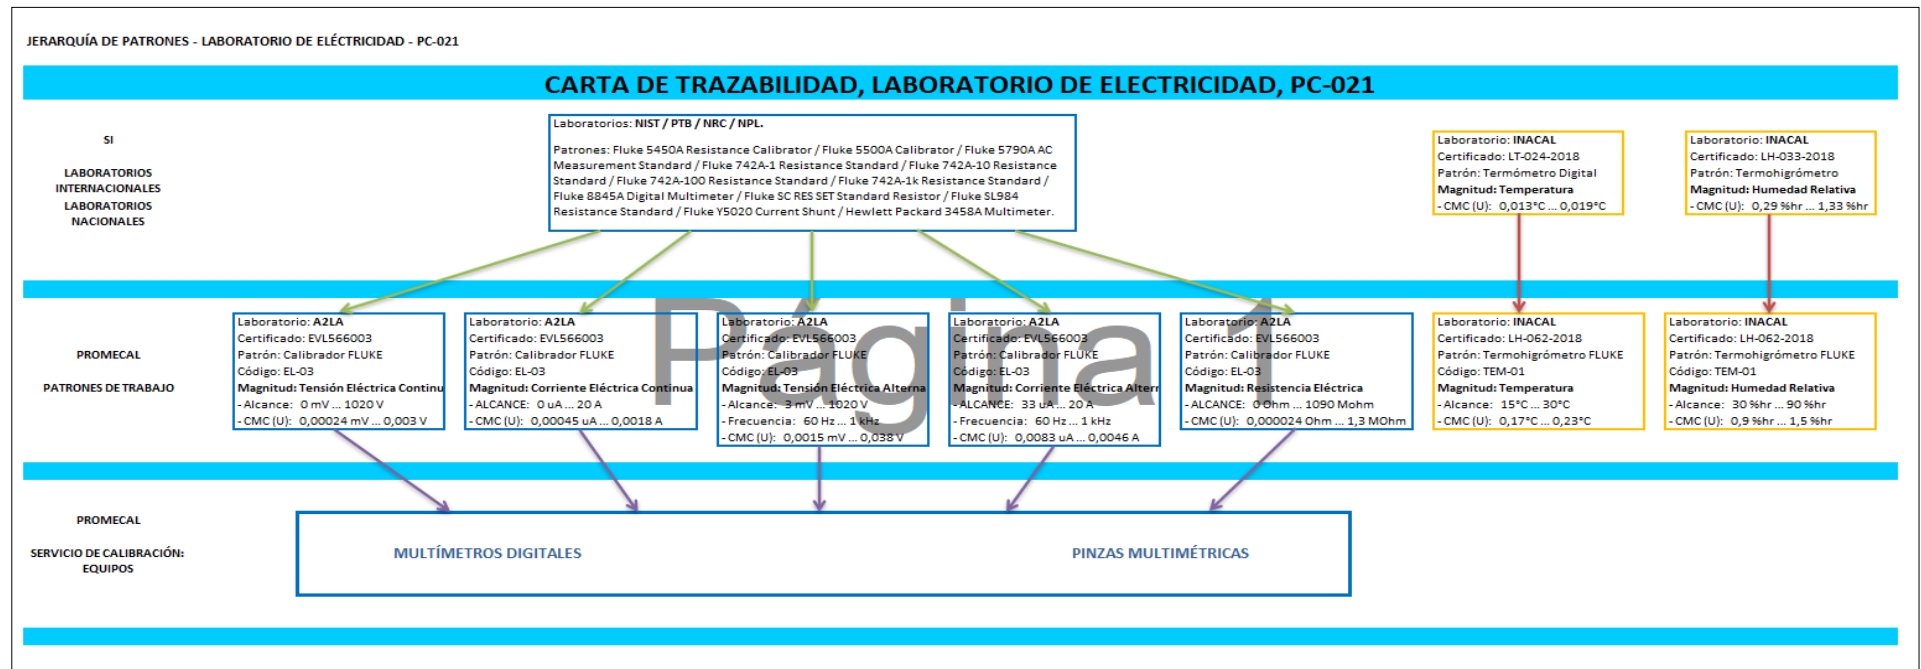 JERARQUÍA DE PATRONES - LABORATORIO DE ELÉCTRICIDAD - PC-021
CARTA DE TRAZABILIDAD, LABORATORIO DE ELECTRICIDAD, PC-021
SI
LABORATORIOS
INTERNACIONALES
LABORATORIOS
NACIONALES
Laboratorios: NIST / PTB / NRC / NPL.
Patrones: Fluke 5450A Resistance Calibrator / Fluke 5500A Calibrator / Fluke 5790A AC
Measurement Standard / Fluke 742A-1 Resistance Standard / Fluke 742A-10 Resistance
Standard / Fluke 742A-100 Resistance Standard / Fluke 742A-1k Resistance Standard /
Fluke 8845A Digital Multimeter / Fluke SC RES SET Standard Resistor / Fluke SL984
Resistance Standard / Fluke Y5020 Current Shunt / Hewlett Packard 3458A Multimeter.
Laboratorio: INACAL
Certificado: LT-024-2018
Patrón: Termómetro Digital
Magnitud: Temperatura
- CMC (U): 0,013°C ... 0,019°C
Laboratorio: INACAL
Certificado: LH-033-2018
Patrón: Termohigrómetro
Magnitud: Humedad Relativa
- CMC (U): 0,29 %hr ... 1,33 %hr
Página 1
PROMECAL
PATRONES DE TRABAJO
Laboratorio: A2LA
Certificado: EVL566003
Patrón: Calibrador FLUKE
Código: EL-03
Magnitud: Tensión Eléctrica Continu
- Alcance: 0 mV ... 1020 V
- CMC (U): 0,00024 mV ... 0,003 V
Laboratorio: A2LA
Certificado: EVL566003
Patrón: Calibrador FLUKE
Código: EL-03
Magnitud: Corriente Eléctrica Continua
- ALCANCE: 0 uA ... 20 A
- CMC (U): 0,00045 uA ... 0,0018 A
Laboratorio: A2LA
Certificado: EVL566003
Patrón: Calibrador FLUKE
Código: EL-03
Magnitud: Tensión Eléctrica Alterna
- Alcance: 3 mV ... 1020 V
- Frecuencia: 60 Hz ... 1 kHz
- CMC (U): 0,0015 mV ... 0,038 V
Laboratorio: A2LA
Certificado: EVL566003
Patrón: Calibrador FLUKE
Código: EL-03
Magnitud: Corriente Eléctrica Altern
- ALCANCE: 33 uA ... 20 A
- Frecuencia: 60 Hz ... 1 kHz
- CMC (U): 0,0083 uA ... 0,0046 A
Laboratorio: A2LA
Certificado: EVL566003
Patrón: Calibrador FLUKE
Código: EL-03
Magnitud: Resistencia Eléctrica
- ALCANCE: 0 Ohm ... 1090 Mohm
- CMC (U): 0,000024 Ohm ... 1,3 MOhm
Laboratorio: INACAL
Certificado: LH-062-2018
Patrón: Termohigrómetro FLUKE
Código: TEM-01
Magnitud: Temperatura
- Alcance: 15°C ... 30°C
- CMC (U): 0,17°C ... 0,23°C
Laboratorio: INACAL
Certificado: LH-062-2018
Patrón: Termohigrómetro FLUKE
Código: TEM-01
Magnitud: Humedad Relativa
- Alcance: 30 %hr ... 90 %hr
- CMC (U): 0,9 %hr ... 1,5 %hr
PROMECAL
SERVICIO DE CALIBRACIÓN:
EQUIPOS
MULTÍMETROS DIGITALES
PINZAS MULTIMÉTRICAS